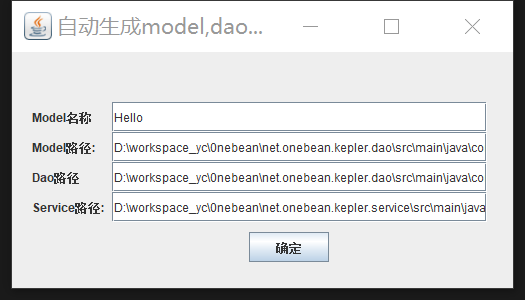 自动生成model,dao...
Model名称 Hello
Model路径: D:\workspace_yc\0nebean\net.onebean.kepler.dao\src\main\java\co
Dao路径 D:\workspace_yc\0nebean\net.onebean.kepler.dao\src\main\java\co
Service路径: D:\workspace_yc\0nebean\net.onebean.kepler.service\src\main\java
确定